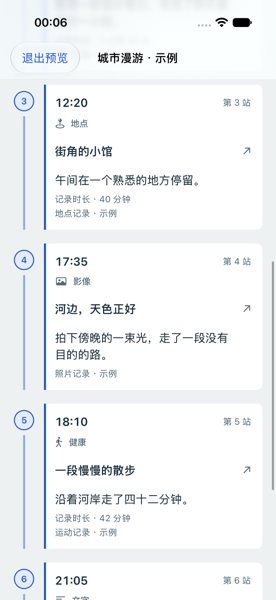 00:06
退出预览
城市漫游 · 示例
3
12:20
第 3 站
地点
街角的小馆
午间在一个熟悉的地方停留。
记录时长 · 40 分钟
地点记录 · 示例
4
17:35
第 4 站
影像
河边，天色正好
拍下傍晚的一束光，走了一段没有
目的的路。
照片记录 · 示例
5
18:10
第 5 站
健康
一段慢慢的散步
沿着河岸走了四十二分钟。
记录时长 · 42 分钟
运动记录 · 示例
6
21:05
第 6 站